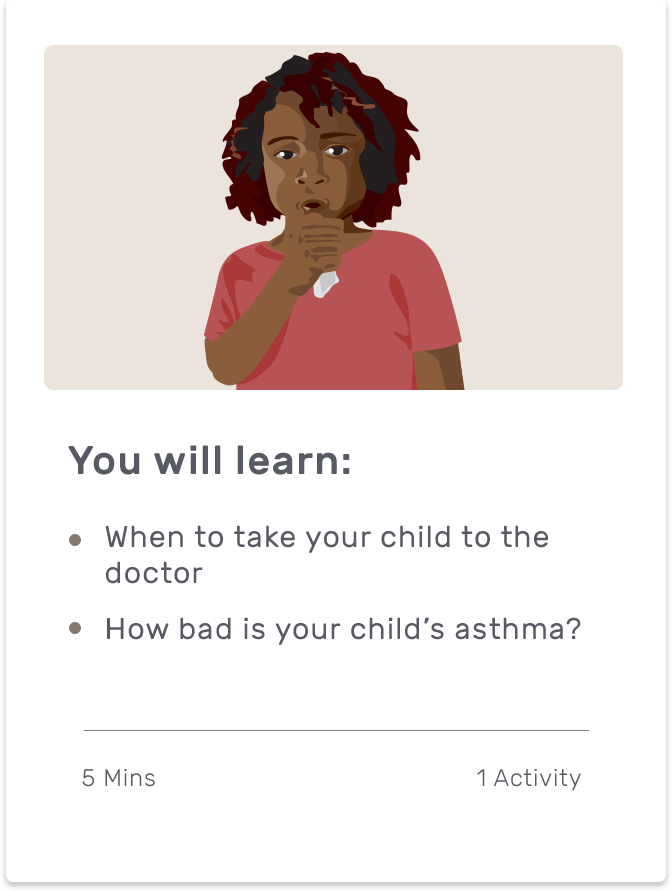 You will learn:
When to take your child to the
doctor
How bad is your child’s asthma?
5 Mins
1 Activity